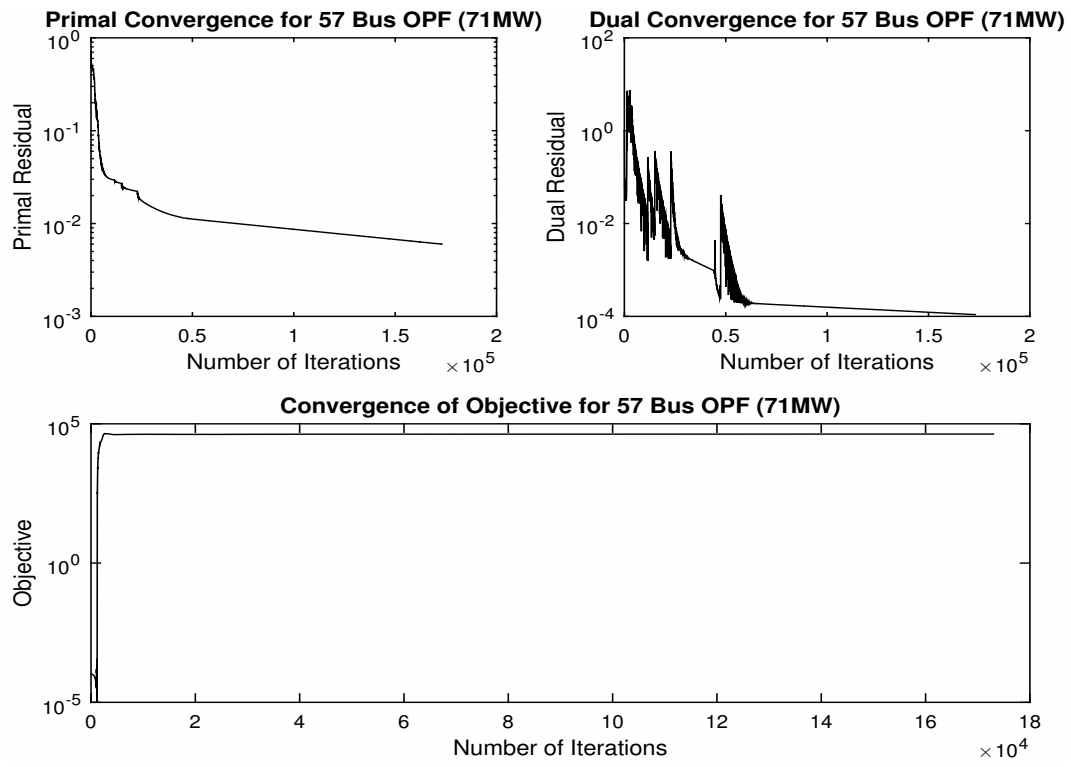 Primal Convergence for 57 Bus OPF (71MW)
10^0
10^-1
10^-2
10^-3
Primal Residual
0 0.5 1 1.5 2
Number of Iterations ×10^5
Dual Convergence for 57 Bus OPF (71MW)
10^2
10^0
10^-2
10^-4
Dual Residual
0 0.5 1 1.5 2
Number of Iterations ×10^5
Convergence of Objective for 57 Bus OPF (71MW)
10^5
10^0
10^-5
Objective
0 2 4 6 8 10 12 14 16 18
Number of Iterations ×10^4